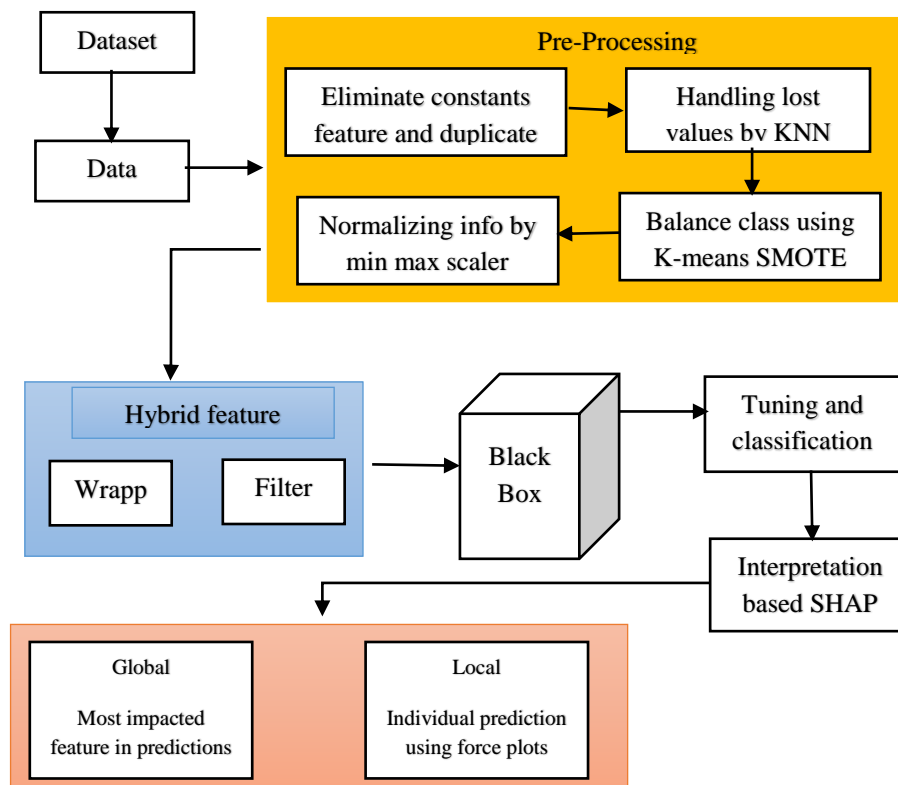 Dataset
Pre-Processing
Eliminate constants
feature and duplicate
Handling lost
values by KNN
Data
Normalizing info by
min max scaler
Balance class using
K-means SMOTE
Hybrid feature
Wrapp
Filter
Black
Box
Tuning and
classification
Interpretation
based SHAP
Global
Most impacted
feature in predictions
Local
Individual prediction
using force plots